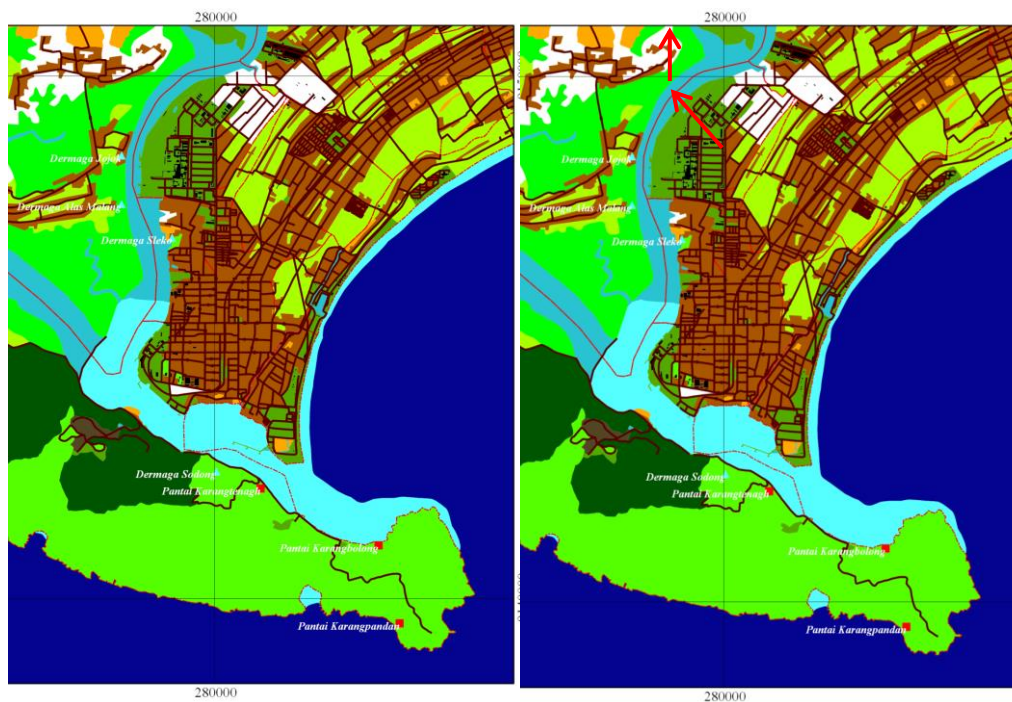 280000
280000
Dermaga Jojok
Dermaga Alas Malang
Dermaga Sleko
Dermaga Sodong
Pantai Karangtengah
Pantai Karangbolong
Pantai Karangpandan
280000
Dermaga Jojok
Dermaga Alas Malang
Dermaga Sleko
Dermaga Sodong
Pantai Karangtengah
Pantai Karangbolong
Pantai Karangpandan
280000